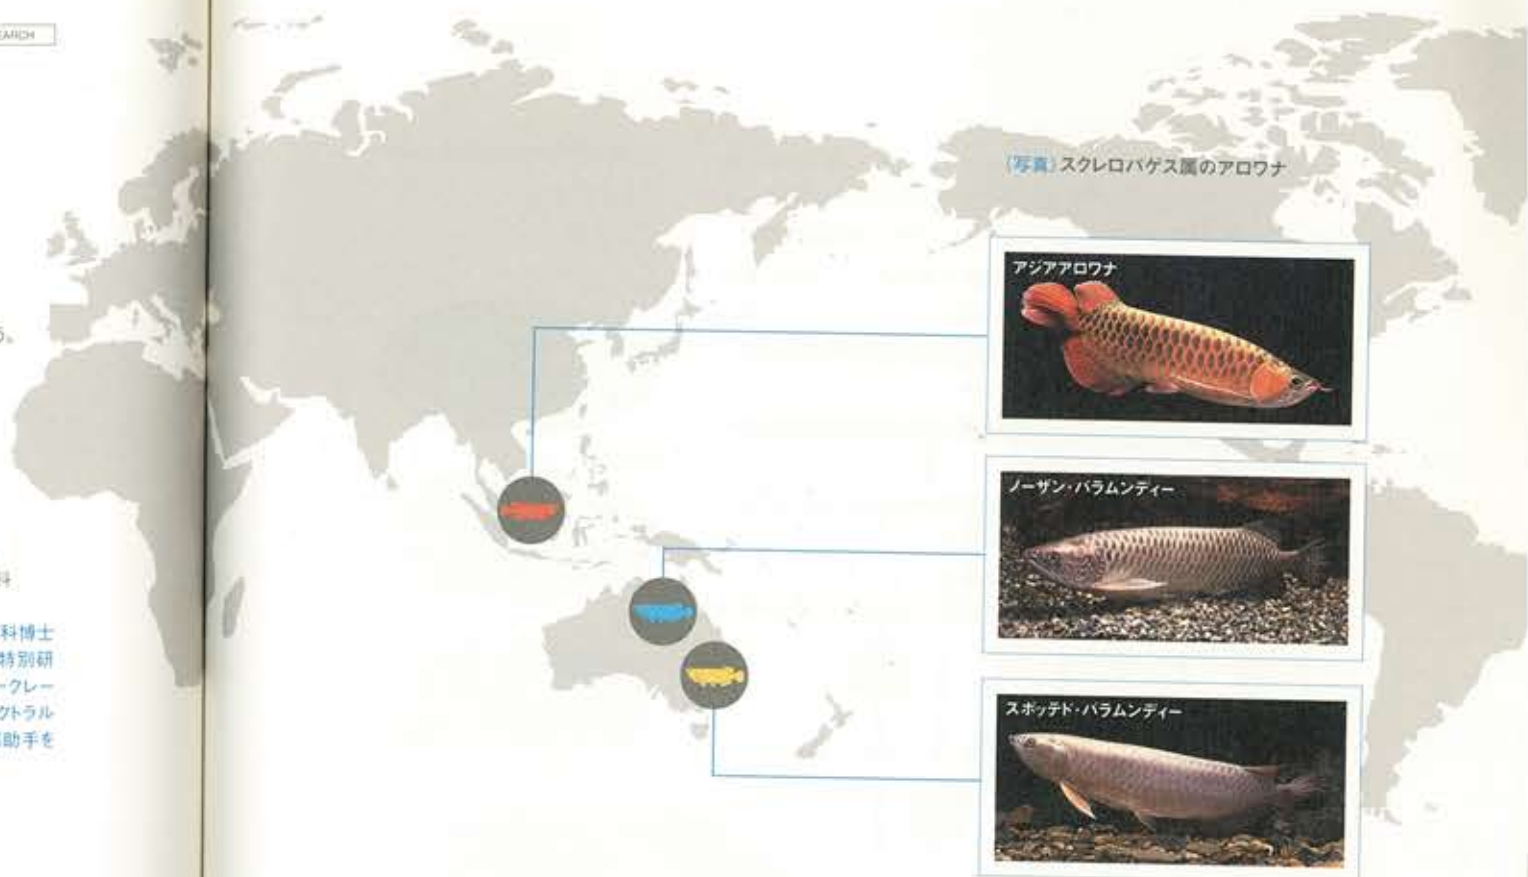 EARCH
う。
科
科博士
特別研
ークレー
クトラル
助手を
(写真)スクレロパゲス属のアロワナ
アジアアロワナ
ノーザン・バラムンディー
スポッテド・バラムンディー